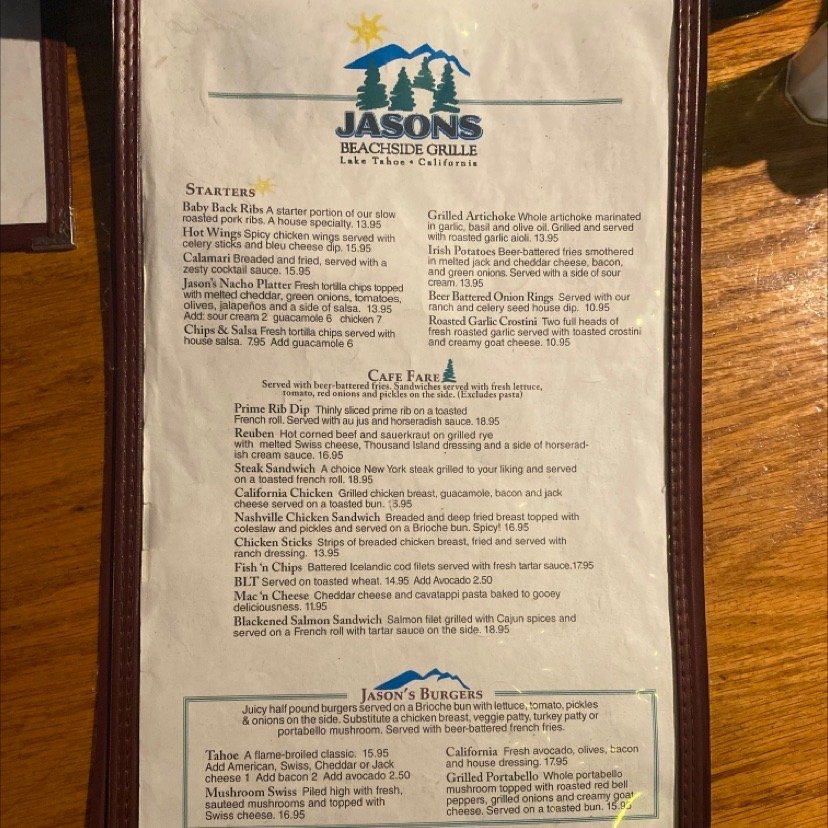 JASONS
BEACHSIDE GRILLE
Lake Tahoe • California
STARTERS
Baby Back Ribs A starter portion of our slow
roasted pork ribs. A house specialty. 13.95
Hot Wings Spicy chicken wings served with
celery sticks and bleu cheese dip. 15.95
Calamari Breaded and fried, served with a
zesty cocktail sauce. 15.95
Jason's Nacho Platter Fresh tortilla chips topped
with melted cheddar, green onions, tomatoes,
olives, jalapeños and a side of salsa. 13.95
Add: sour cream 2 guacamole 6 chicken 7
Chips & Salsa Fresh tortilla chips served with
house salsa. 7.95 Add guacamole 6
Grilled Artichoke Whole artichoke marinated
in garlic, basil and olive oil. Grilled and served
with roasted garlic aioli. 13.95
Irish Potatoes Beer-battered fries smothered
in melted jack and cheddar cheese, bacon,
and green onions. Served with a side of sour
cream. 13.95
Beer Battered Onion Rings Served with our
ranch and celery seed house dip. 10.95
Roasted Garlic Crostini Two full heads of
fresh roasted garlic served with toasted crostini
and creamy goat cheese. 10.95
CAFE FARE
Served with beer-battered fries. Sandwiches served with fresh lettuce,
tomato, red onions and pickles on the side. (Excludes pasta)
Prime Rib Dip Thinly sliced prime rib on a toasted
French roll. Served with au jus and horseradish sauce. 18.95
Reuben Hot corned beef and sauerkraut on grilled rye
with melted Swiss cheese, Thousand Island dressing and a side of horserad-
ish cream sauce. 16.95
Steak Sandwich A choice New York steak grilled to your liking and served
on a toasted french roll. 18.95
California Chicken Grilled chicken breast, guacamole, bacon and jack
cheese served on a toasted bun.
Nashville Chicken Sandwich Breaded and deep fried breast topped with
coleslaw and pickles and served on a Brioche bun. Spicy! 16.95
Chicken Sticks Strips of breaded chicken breast, fried and served with
ranch dressing. 13.95
Fish 'n Chips Battered Icelandic cod filets served with fresh tartar sauce.17.95
BLT Served on toasted wheat. 14.95 Add Avocado 2.50
Mac 'n Cheese Cheddar cheese and cavatappi pasta baked to gooey
deliciousness. 11.95
Blackened Salmon Sandwich Salmon filet grilled with Cajun spices and
served on a French roll with tartar sauce on the side. 18.95
JASON'S BURGERS
Juicy half pound burgers served on a Brioche bun with lettuce, tomato, pickles
& onions on the side. Substitute a chicken breast, veggie patty, turkey patty or
portabello mushroom. Served with beer-battered french fries.
Tahoe A flame-broiled classic. 15.95
Add American, Swiss, Cheddar or Jack
cheese 1 Add bacon 2 Add avocado 2.50
Mushroom Swiss Piled high with fresh,
sauteed mushrooms and topped with
Swiss cheese. 16.95
California Fresh avocado, olives, bacon
and house dressing. 17.95
Grilled Portabello Whole portabello
mushroom topped with roasted red bell
peppers, grilled onions and creamy goat
cheese. Served on a toasted bun. 15.95